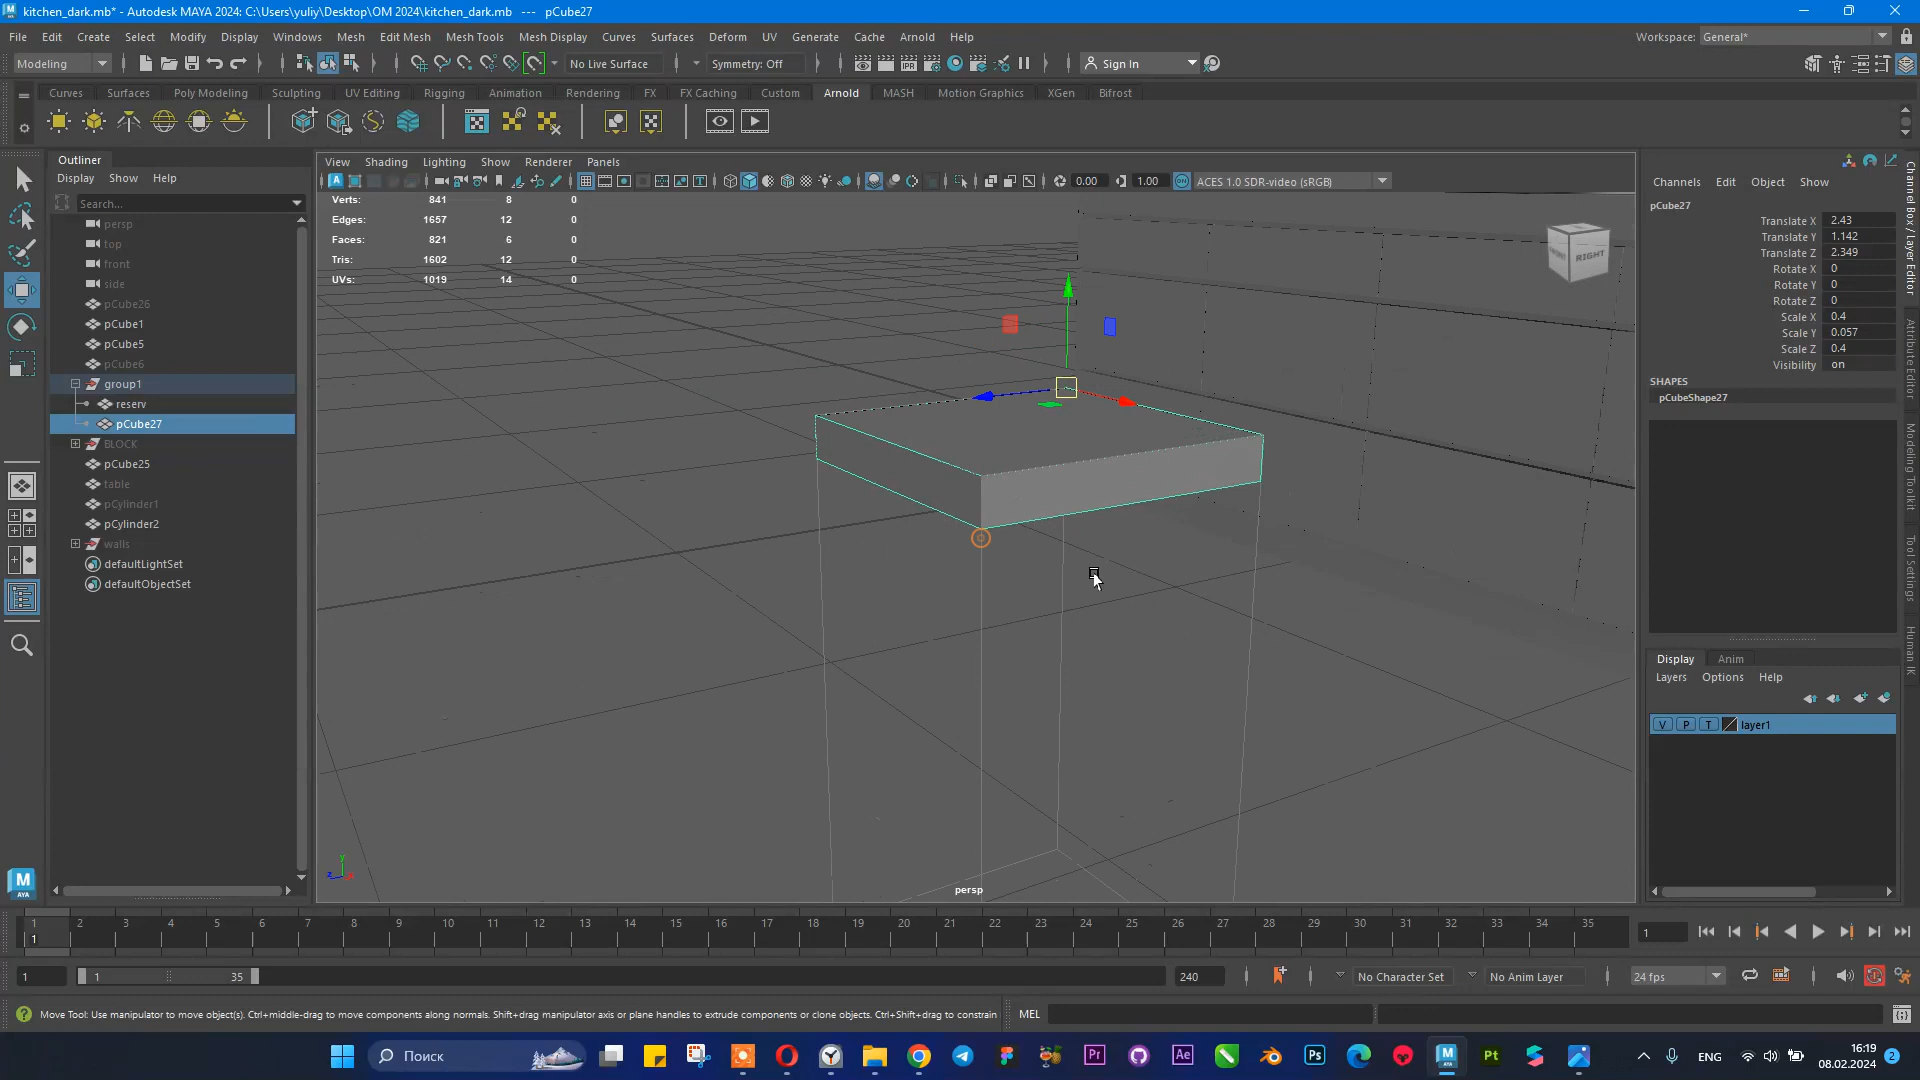 kitchen_dark.mb* - Autodesk MAYA 2024: C:\Users\yuliy\Desktop\OM 2024\kitchen_dark.mb --- pCube27
File Edit Create Select Modify Display Windows Mesh Edit Mesh Mesh Tools Mesh Display Curves Surfaces Deform UV Generate Cache Arnold Help
Workspace: General*
Modeling
No Live Surface
Symmetry: Off
IPR
Sign In
Curves Surfaces Poly Modeling Sculpting UV Editing Rigging Animation Rendering FX FX Caching Custom Arnold MASH Motion Graphics XGen Bifrost
Outliner
Display Show Help
Search...
persp
top
front
side
pCube26
pCube1
pCube5
pCube6
group1
reserv
pCube27
BLOCK
pCube25
table
pCylinder1
pCylinder2
walls
defaultLightSet
defaultObjectSet
View Shading Lighting Show Renderer Panels
0.00
1.00
ACES 1.0 SDR-video (sRGB)
Verts: 841 8 0
Edges: 1657 12 0
Faces: 821 6 0
Tris: 1602 12 0
UVs: 1019 14 0
FRONT
RIGHT
y
z
x
persp
Channels Edit Object Show
pCube27
Translate X 2.43
Translate Y 1.142
Translate Z 2.349
Rotate X 0
Rotate Y 0
Rotate Z 0
Scale X 0.4
Scale Y 0.057
Scale Z 0.4
Visibility on
SHAPES
pCubeShape27
Display Anim
Layers Options Help
V P T layer1
Channel Box / Layer Editor
Attribute Editor
Modeling Toolkit
Tool Settings
Human IK
1 2 3 4 5 6 7 8 9 10 11 12 13 14 15 16 17 18 19 20 21 22 23 24 25 26 27 28 29 30 31 32 33 34 35
1
1
1
1
35
240
No Character Set
No Anim Layer
24 fps
Move Tool: Use manipulator to move object(s). Ctrl+middle-drag to move components along normals. Shift+drag manipulator axis or plane handles to extrude components or clone objects. Ctrl+Shift+drag to constrain
MEL
M
AYA
Поиск
Pr
Ae
Ps
M
Pt
ENG
16:19
08.02.2024
2